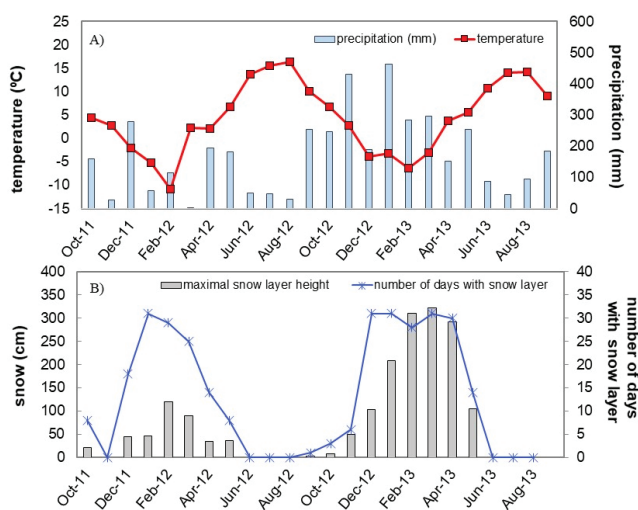 A)
precipitation (mm)
temperature
temperature (ºC)
25
20
15
10
5
0
-5
-10
-15
precipitation (mm)
600
500
400
300
200
100
0
Oct-11
Dec-11
Feb-12
Apr-12
Jun-12
Aug-12
Oct-12
Dec-12
Feb-13
Apr-13
Jun-13
Aug-13
B)
maximal snow layer height
number of days with snow layer
snow (cm)
400
350
300
250
200
150
100
50
0
number of days
with snow layer
40
35
30
25
20
15
10
5
0
Oct-11
Dec-11
Feb-12
Apr-12
Jun-12
Aug-12
Oct-12
Dec-12
Feb-13
Apr-13
Jun-13
Aug-13